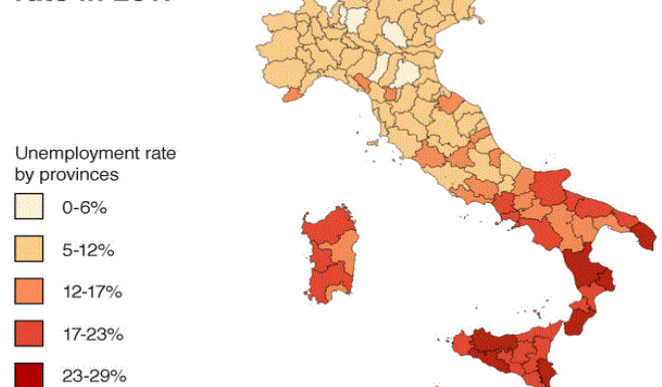 Unemployment rate
by provinces
0-6%
5-12%
12-17%
17-23%
23-29%